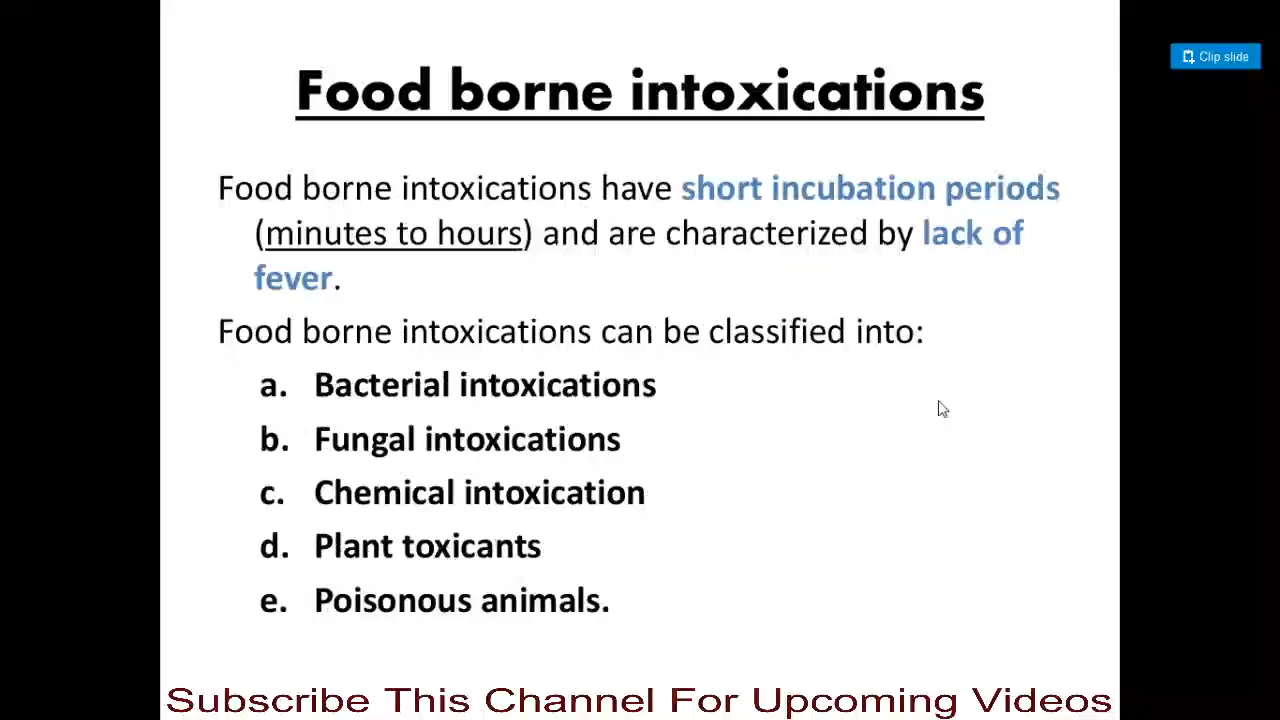 Clip slide
Food borne intoxications
Food borne intoxications have short incubation periods
(minutes to hours) and are characterized by lack of
fever.
Food borne intoxications can be classified into:
a. Bacterial intoxications
b. Fungal intoxications
c. Chemical intoxication
d. Plant toxicants
e. Poisonous animals.
Subscribe This Channel For Upcoming Videos